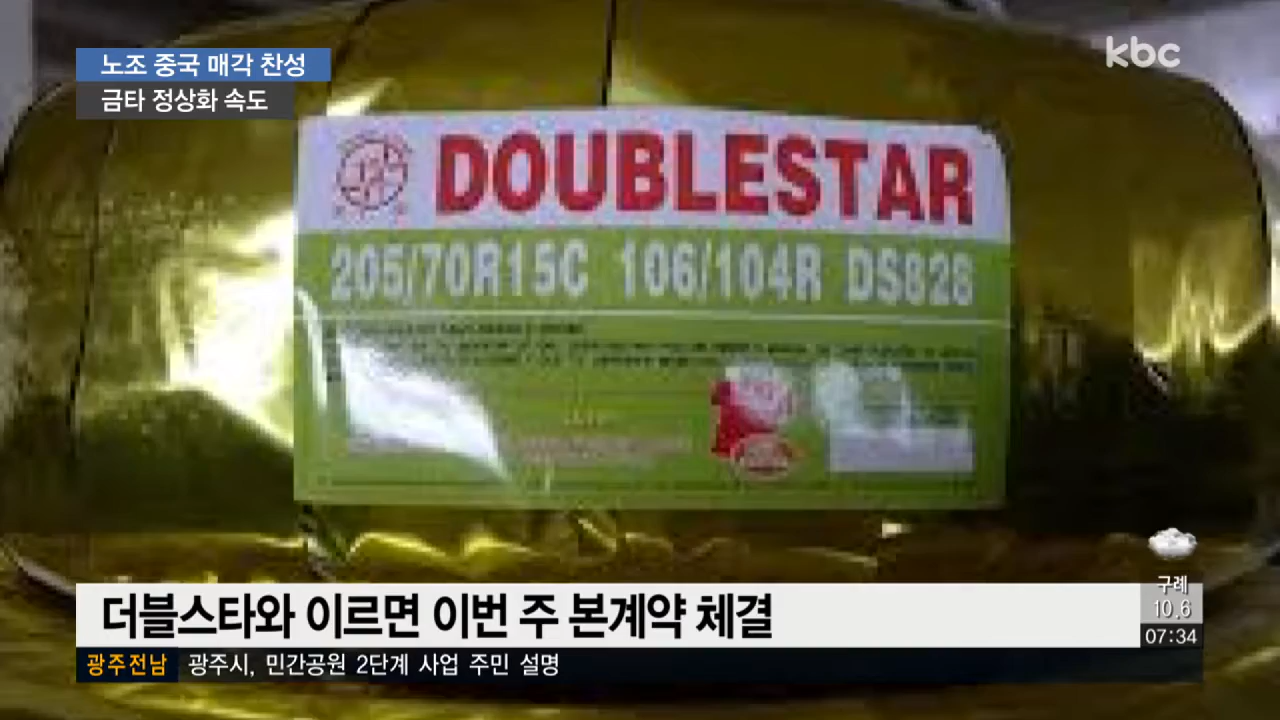 노조 중국 매각 찬성
금타 정상화 속도
kbc
DOUBLESTAR
205/70R15C 106/104R DS828
구례
10.6
07:34
더블스타와 이르면 이번 주 본계약 체결
광주전남 광주시, 민간공원 2단계 사업 주민 설명